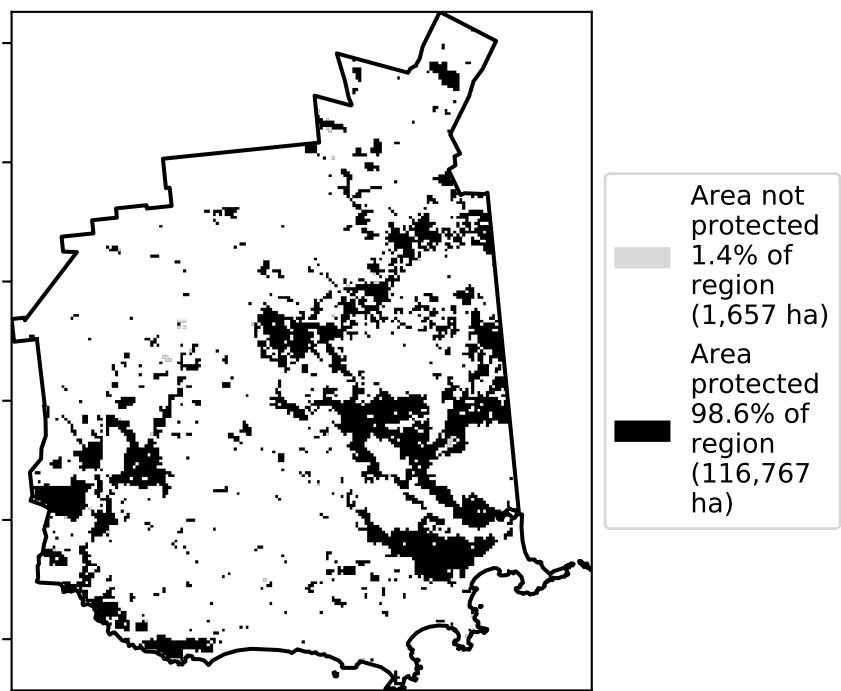 Area not
protected
1.4% of
region
(1,657 ha)
Area
protected
98.6% of
region
(116,767
ha)